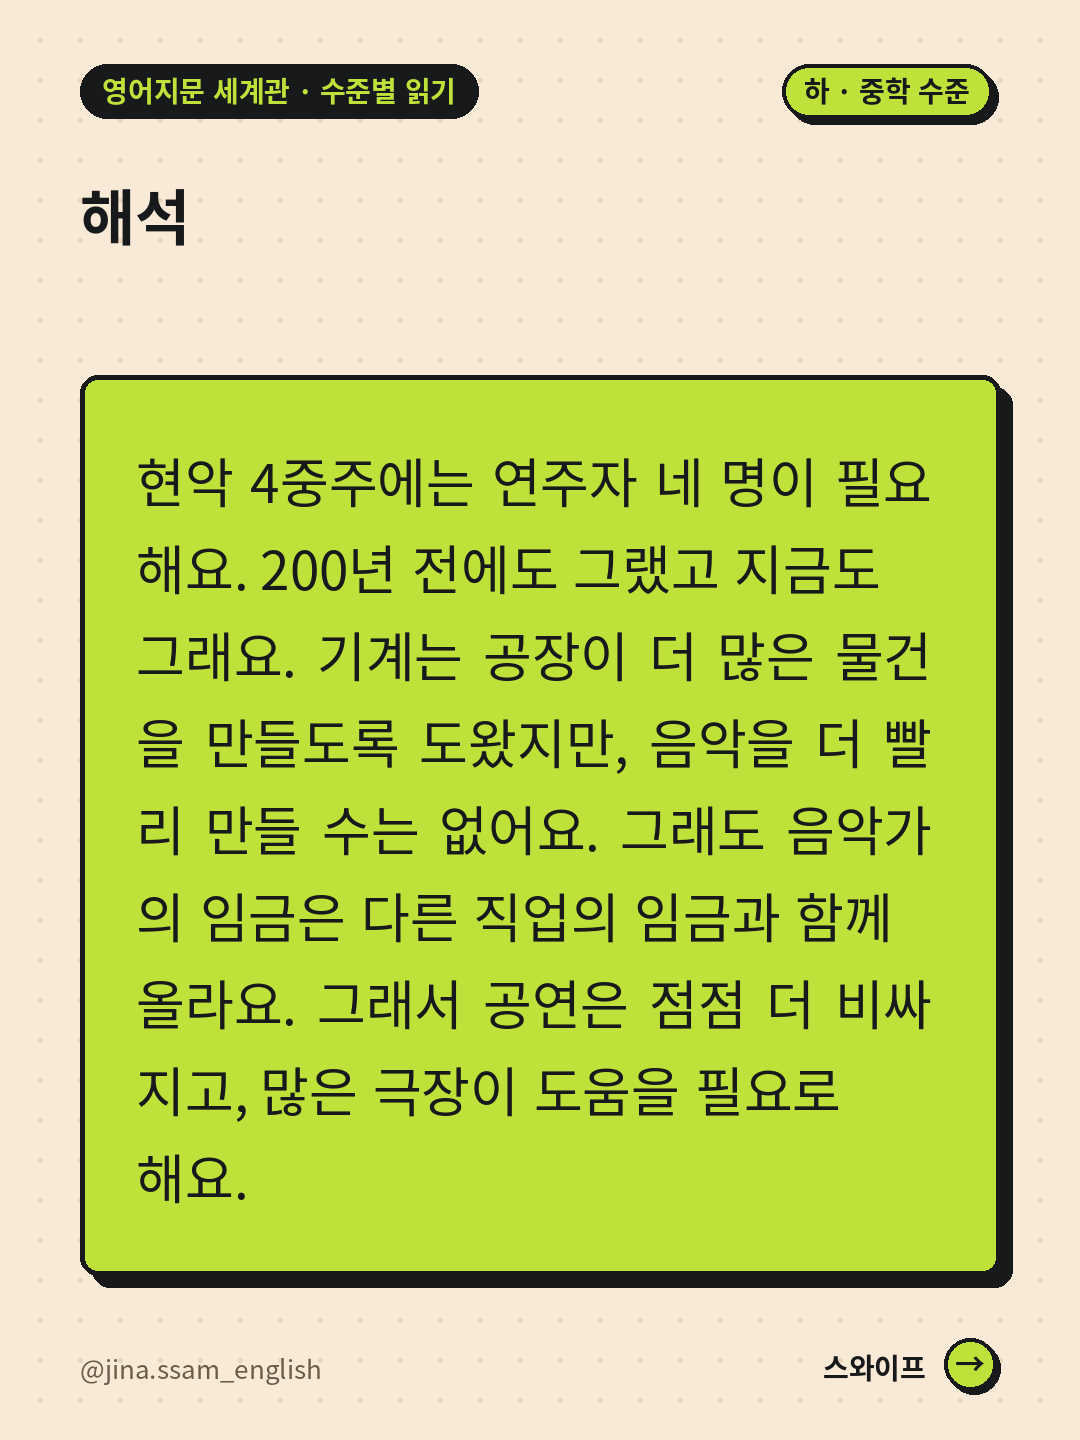 영어지문 세계관 · 수준별 읽기
하 · 중학 수준
해석
현악 4중주에는 연주자 네 명이 필요
해요. 200년 전에도 그랬고 지금도
그래요. 기계는 공장이 더 많은 물건
을 만들도록 도왔지만, 음악을 더 빨
리 만들 수는 없어요. 그래도 음악가
의 임금은 다른 직업의 임금과 함께
올라요. 그래서 공연은 점점 더 비싸
지고, 많은 극장이 도움을 필요로
해요.
@jina.ssam_english
스와이프 →